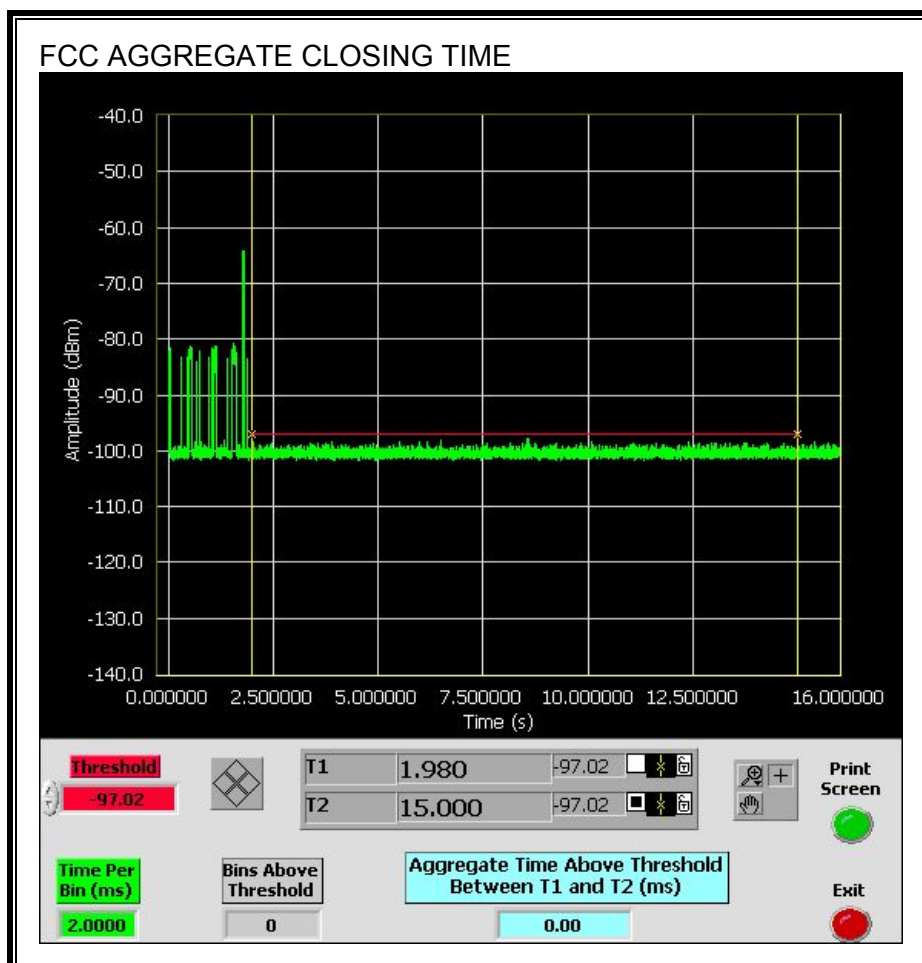 FCC AGGREGATE CLOSING TIME
-40.0
-50.0
-60.0
-70.0
-80.0
-90.0
-100.0
-110.0
-120.0
-130.0
-140.0
Amplitude (dBm)
0.000000 2.500000 5.000000 7.500000 10.000000 12.500000 16.000000
Time (s)
Threshold
-97.02
T1 1.980 -97.02
T2 15.000 -97.02
Print
Screen
Time Per
Bin (ms)
2.0000
Bins Above
Threshold
0
Aggregate Time Above Threshold
Between T1 and T2 (ms)
0.00
Exit